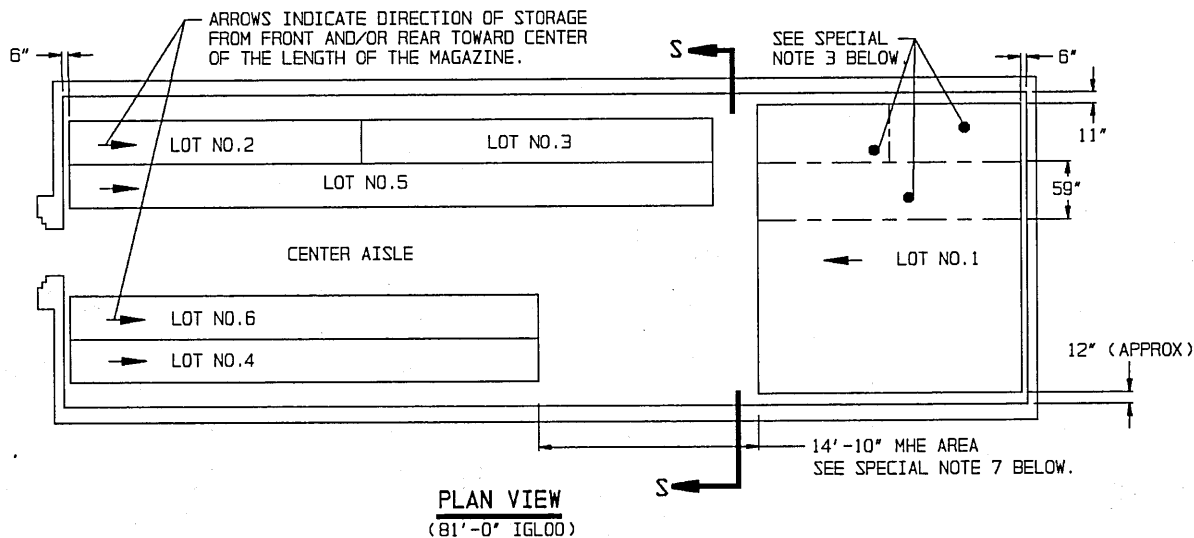 ARROWS INDICATE DIRECTION OF STORAGE
FROM FRONT AND/OR REAR TOWARD CENTER
OF THE LENGTH OF THE MAGAZINE.
6"
S
SEE SPECIAL
NOTE 3 BELOW.
6"
11"
LOT NO.2
LOT NO.3
LOT NO.5
59"
CENTER AISLE
LOT NO.1
LOT NO.6
LOT NO.4
12" (APPROX)
14'-10" MHE AREA
SEE SPECIAL NOTE 7 BELOW.
S
PLAN VIEW
(81'-0" IGLOO)